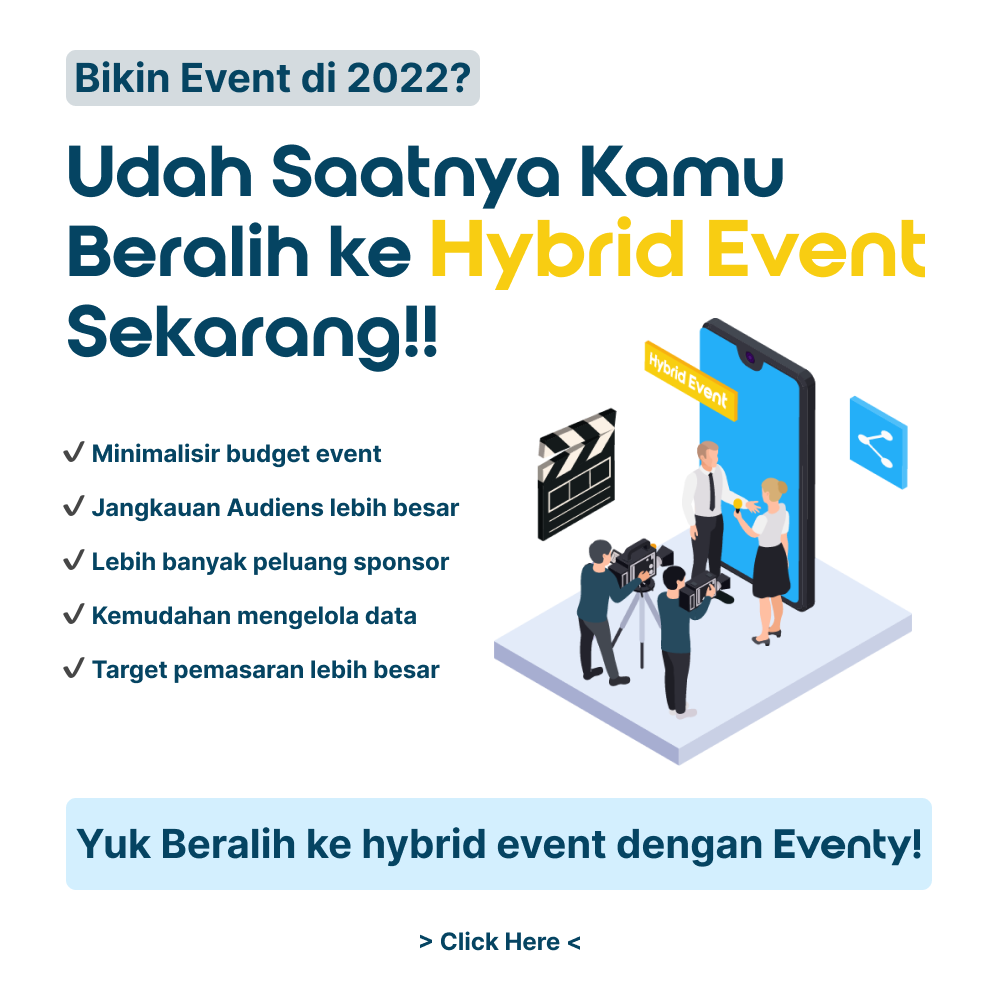 Bikin Event di 2022?
Udah Saatnya Kamu
Beralih ke Hybrid Event
Sekarang!!
Hybrid Event
✓ Minimalisir budget event
✓ Jangkauan Audiens lebih besar
✓ Lebih banyak peluang sponsor
✓ Kemudahan mengelola data
✓ Target pemasaran lebih besar
Yuk Beralih ke hybrid event dengan Eventy!
> Click Here <